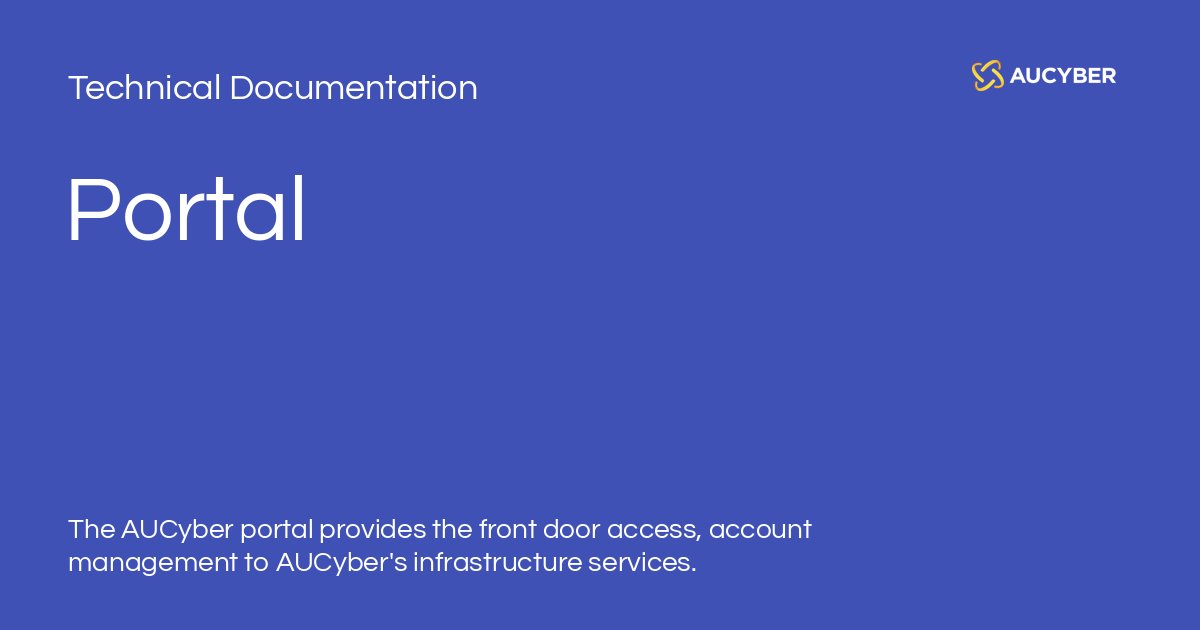 Technical Documentation
AUCYBER
Portal
The AUCyber portal provides the front door access, account
management to AUCyber's infrastructure services.